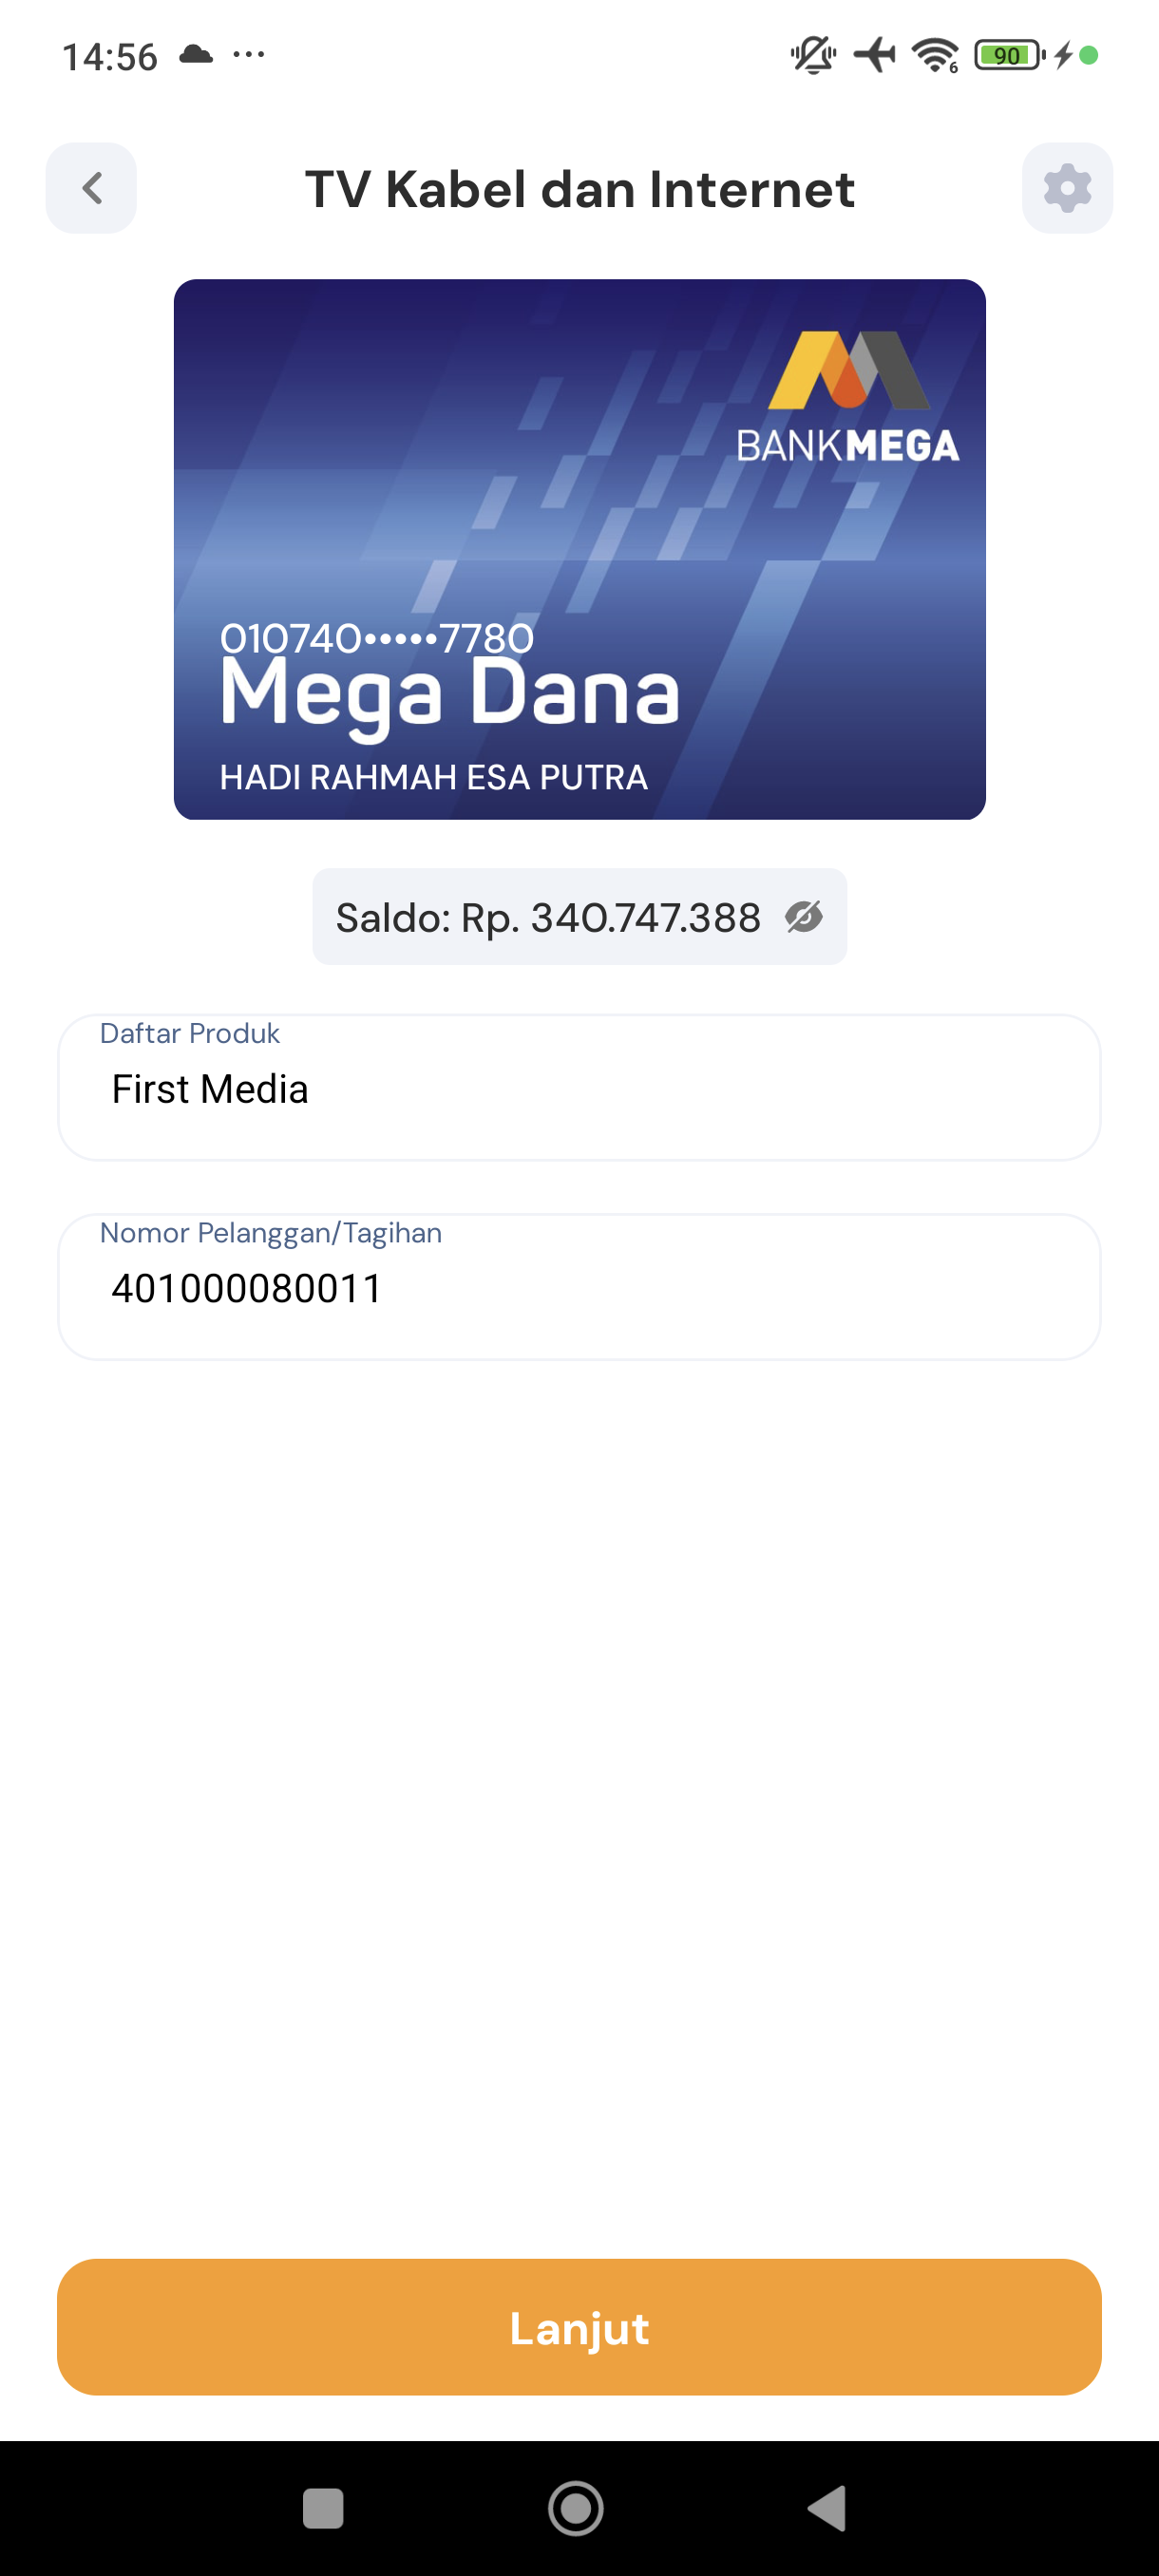 14:56
6
90
TV Kabel dan Internet
BANKMEGA
010740•••••7780
Mega Dana
HADI RAHMAH ESA PUTRA
Saldo: Rp. 340.747.388
Daftar Produk
First Media
Nomor Pelanggan/Tagihan
401000080011
Lanjut